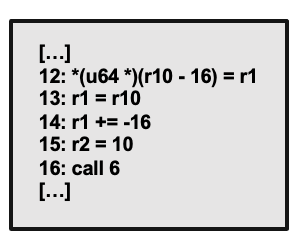 [...]
12: *(u64 *)(r10 - 16) = r1
13: r1 = r10
14: r1 += -16
15: r2 = 10
16: call 6
[...]